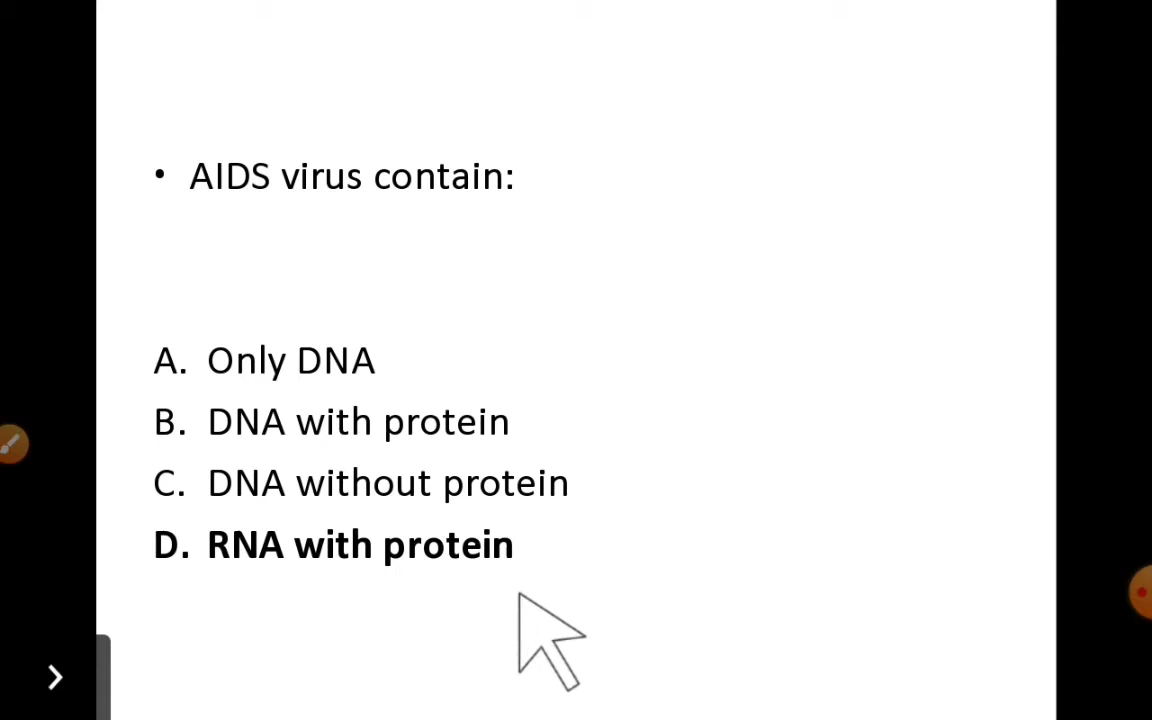 • AIDS virus contain:
A. Only DNA
B. DNA with protein
C. DNA without protein
D. RNA with protein